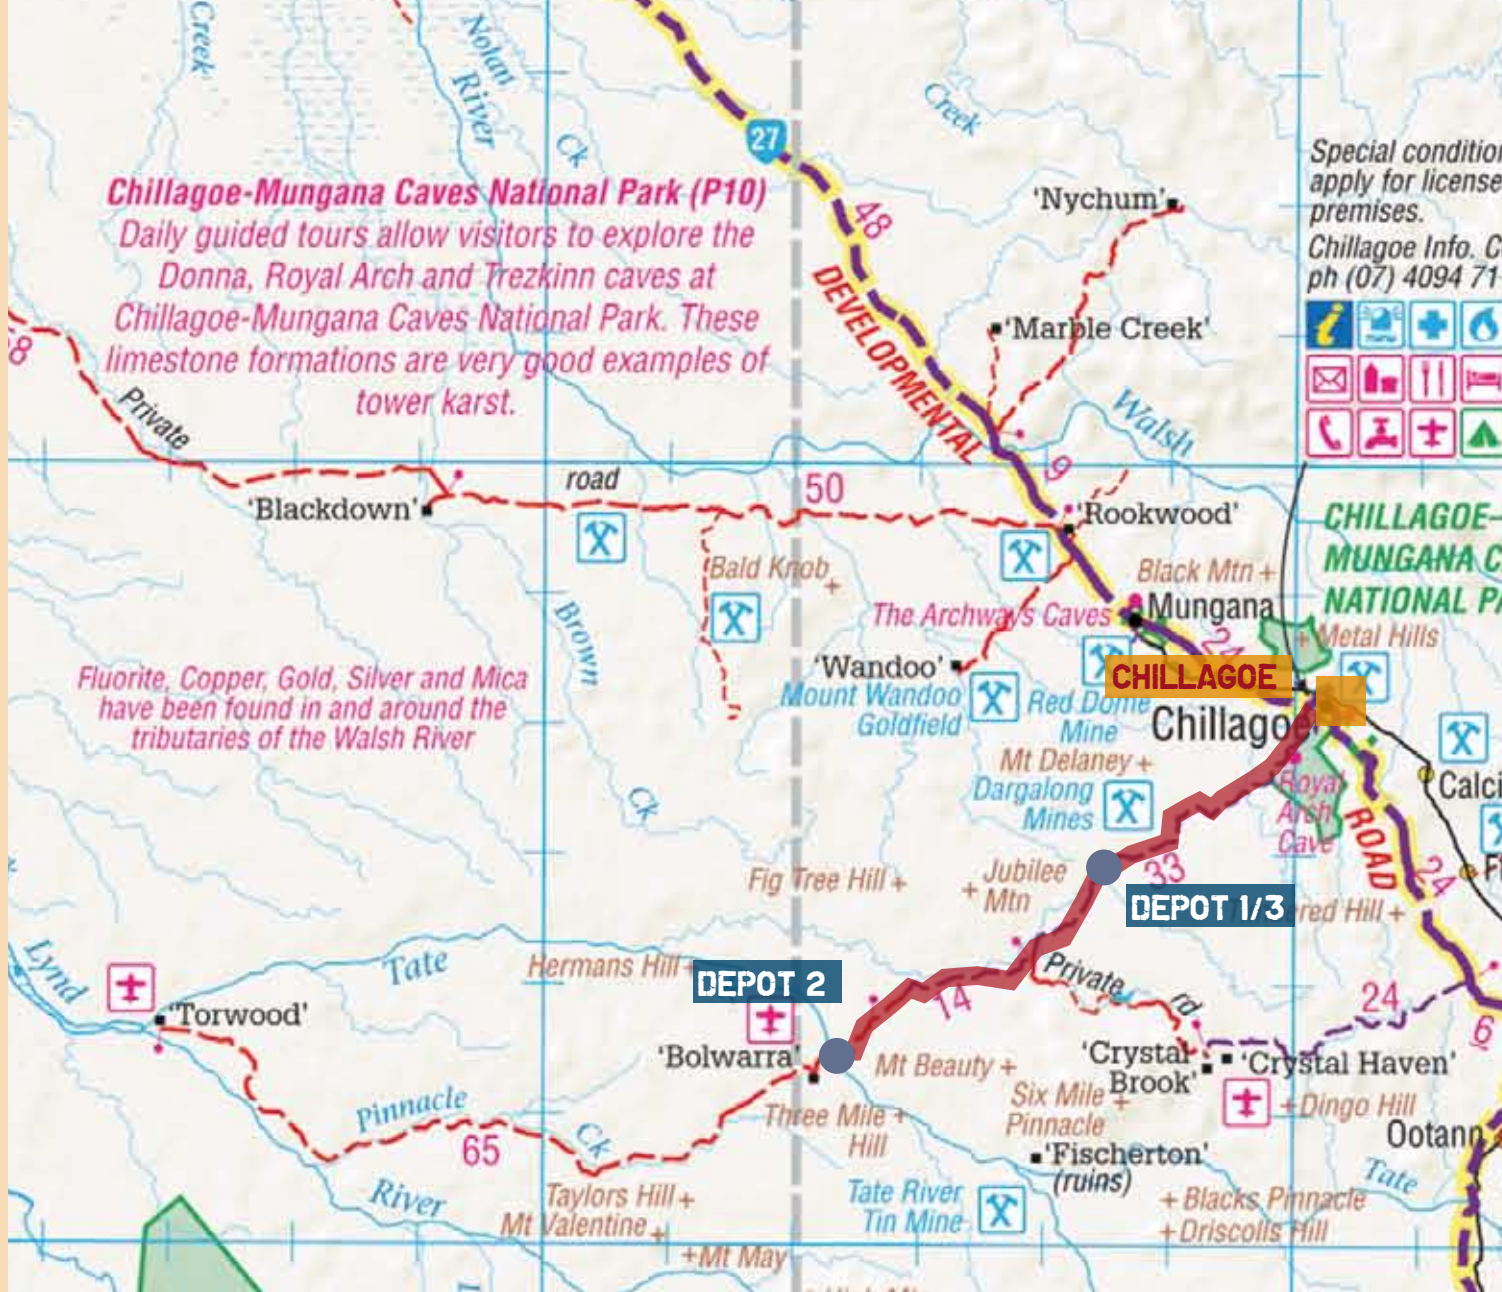 Creek
Nolan
River
Ck
27
Creek
48
Chillagoe-Mungana Caves National Park (P10)
Daily guided tours allow visitors to explore the
Donna, Royal Arch and Trezkinn caves at
Chillagoe-Mungana Caves National Park. These
limestone formations are very good examples of
tower karst.
'Nychum'
Special condition
apply for license
premises.
Chillagoe Info. C
ph (07) 4094 71
DEVELOPMENTAL
'Marble Creek'
8
Private
Walsh
9
'Blackdown'
road
50
'Rookwood'
CHILLAGOE-
MUNGANA C
NATIONAL PA
Bald Knob
Black Mtn
The Archways Caves
Mungana
24
Metal Hills
Brown
Ck
'Wandoo'
Mount Wandoo
Goldfield
Red Dome
Mine
CHILLAGOE
Chillagoe
Fluorite, Copper, Gold, Silver and Mica
have been found in and around the
tributaries of the Walsh River
Mt Delaney
Dargalong
Mines
Royal
Arch
Cave
ROAD
Calci
24
Fig Tree Hill
Jubilee
Mtn
33
DEPOT 1/3
ered Hill
Lynd
Tate
Hermans Hill
DEPOT 2
14
Private
rd
24
6
'Torwood'
'Bolwarra'
Mt Beauty
'Crystal
Brook'
'Crystal Haven'
Six Mile
Pinnacle
Dingo Hill
Pinnacle
Ck
65
Three Mile
Hill
Ootann
'Fischerton'
(ruins)
Tate
River
Taylors Hill
Mt Valentine
Mt May
Tate River
Tin Mine
Blacks Pinnacle
Driscolls Hill